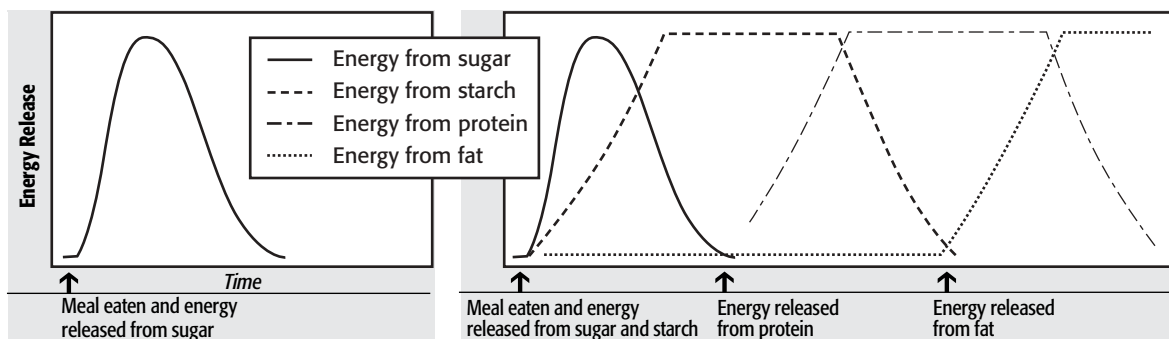 Energy Release
Energy from sugar
Energy from starch
Energy from protein
Energy from fat
Time
Meal eaten and energy
released from sugar
Meal eaten and energy
released from sugar and starch
Energy released
from protein
Energy released
from fat